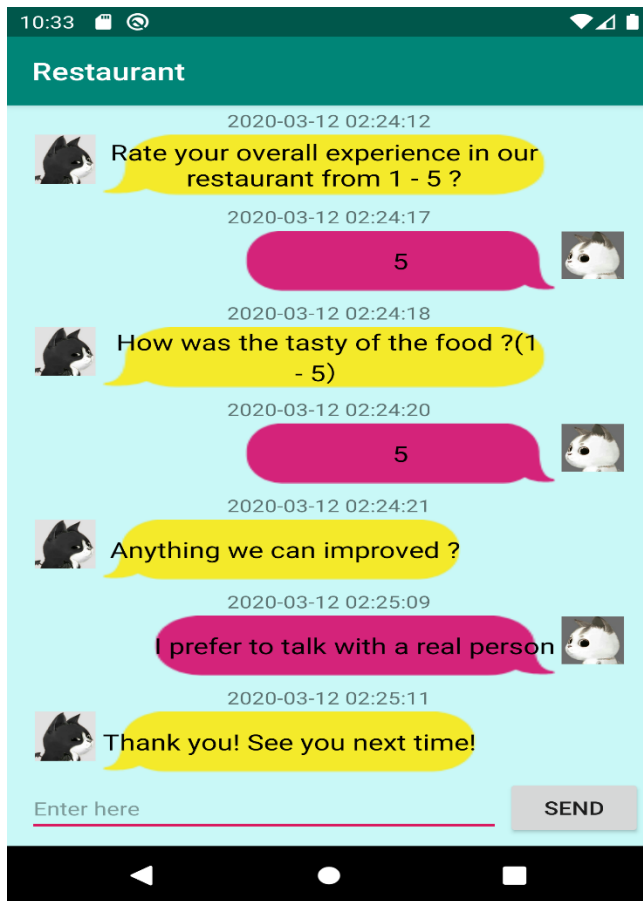 10:33
Restaurant
2020-03-12 02:24:12
Rate your overall experience in our
restaurant from 1 - 5 ?
2020-03-12 02:24:17
5
2020-03-12 02:24:18
How was the tasty of the food ?(1
- 5)
2020-03-12 02:24:20
5
2020-03-12 02:24:21
Anything we can improved ?
2020-03-12 02:25:09
I prefer to talk with a real person
2020-03-12 02:25:11
Thank you! See you next time!
Enter here
SEND